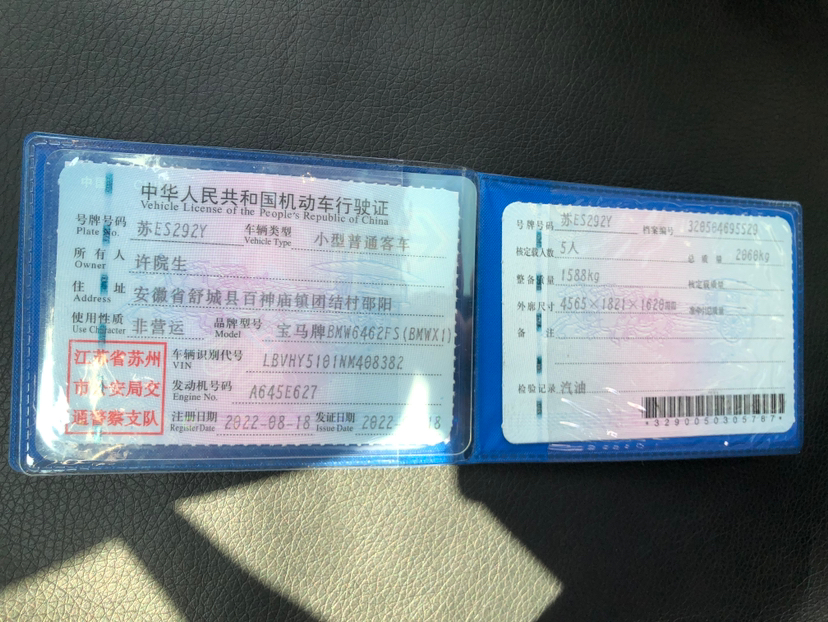 中华人民共和国机动车行驶证
Vehicle License of the People's Republic of China
号牌号码 苏ES292Y 车辆类型 小型普通客车
Plate No. Vehicle Type
所有人 许院生
Owner
住址 安徽省舒城县百神庙镇团结村邵阳
Address
使用性质 非营运 品牌型号 宝马牌BMW6462FS(BMWX1)
Use Character Model
江苏省苏州
市公安局交
通警察支队
车辆识别代号 LBVHY5101NM408382
VIN
发动机号码 A645E627
Engine No.
注册日期 2022-08-18 发证日期 2022 18
Register Date Issue Date
号牌号码 苏ES292Y 档案编号
核定载人数 5人 总质量 2060kg
整备质量 1588kg 核定载质量
外廓尺寸 4565×1821×1620
备注
检验记录 汽油
*3290050305787*